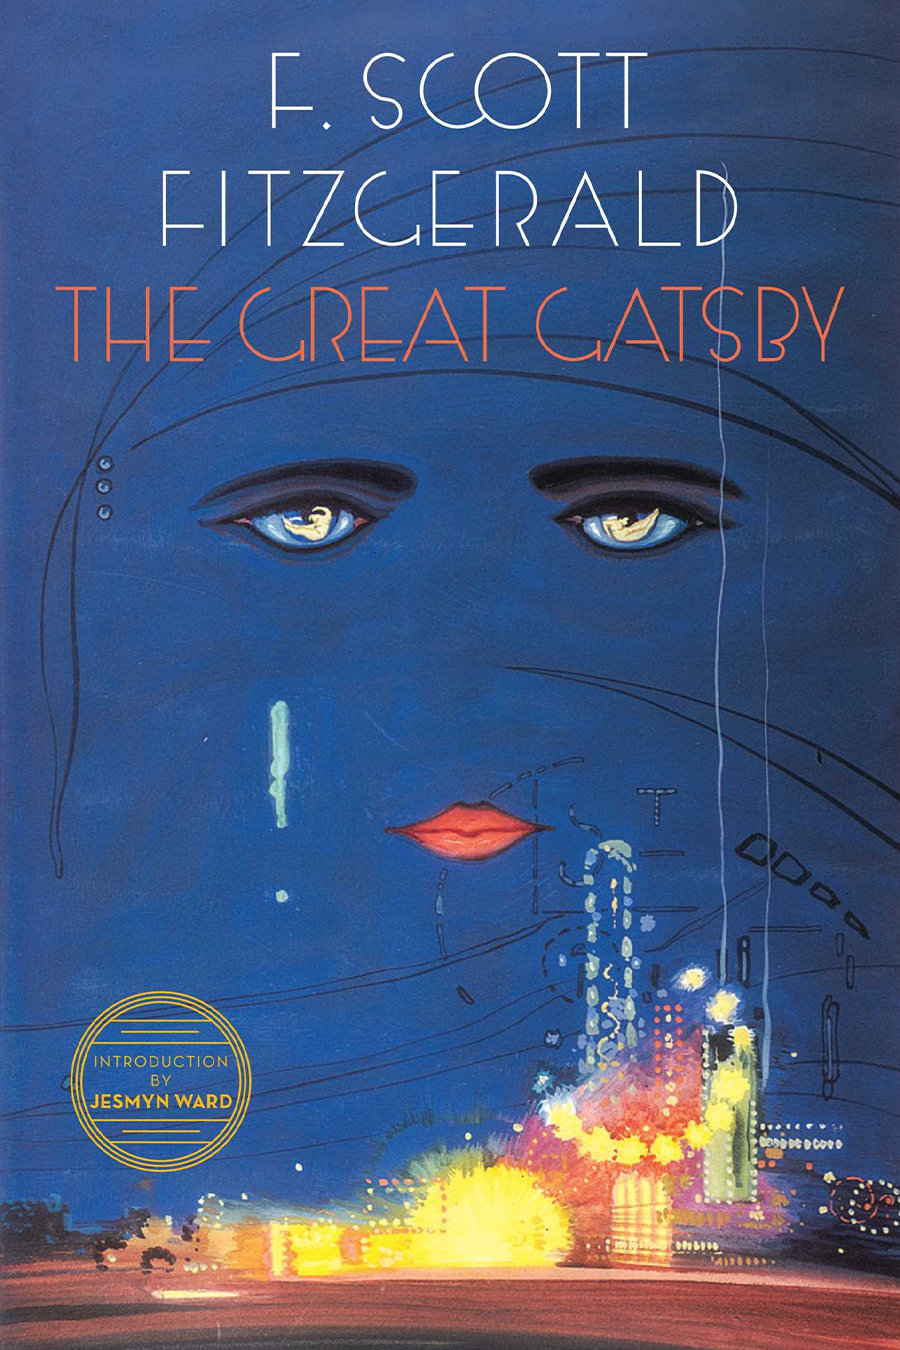 F. SCOTT
FITZGERALD
THE GREAT GATSBY
INTRODUCTION
BY
JESMYN WARD